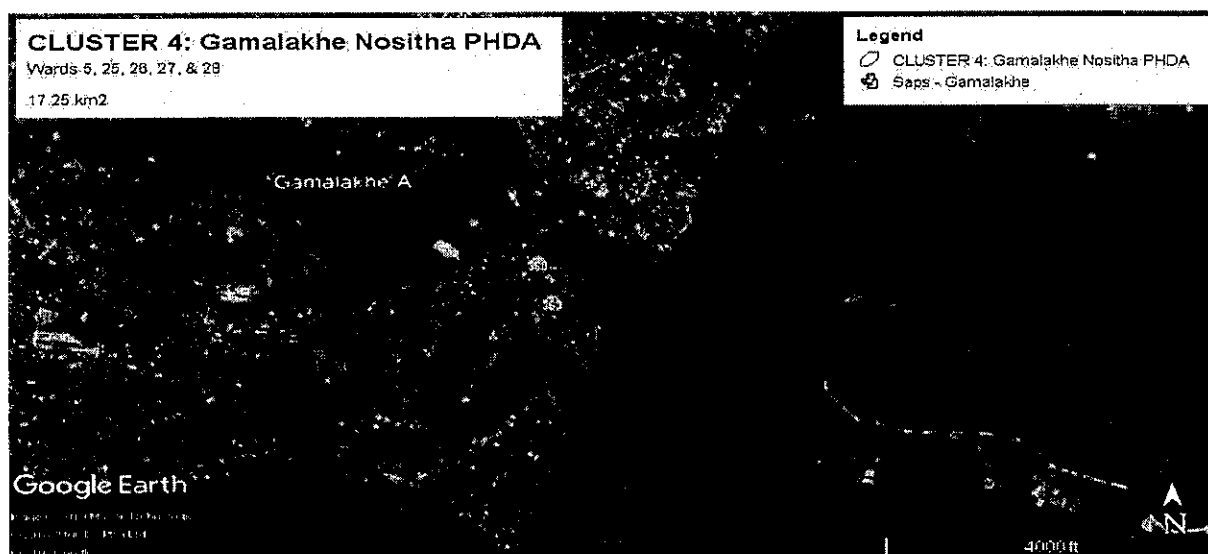 CLUSTER 4: Gamalakhe Nositha PHDA
Wards 5, 25, 26, 27, & 28
17.25 km2
Legend
CLUSTER 4: Gamalakhe Nositha PHDA
Saps - Gamalakhe
Gamalakhe A
Google Earth
N
4000 ft